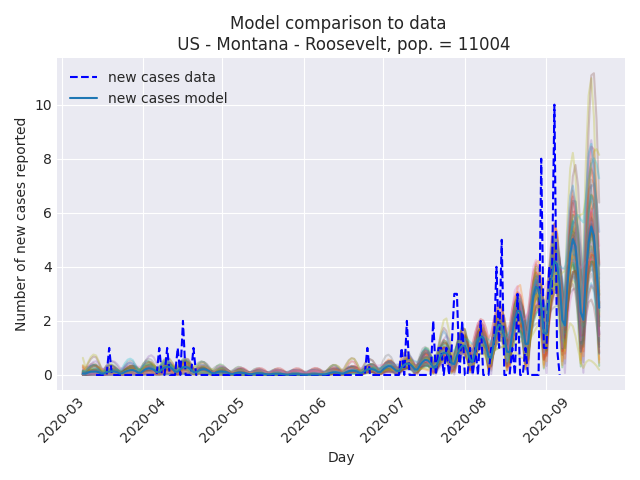 Model comparison to data
US - Montana - Roosevelt, pop. = 11004
new cases data
new cases model
Number of new cases reported
10
8
6
4
2
0
2020-03
2020-04
2020-05
2020-06
2020-07
2020-08
2020-09
Day